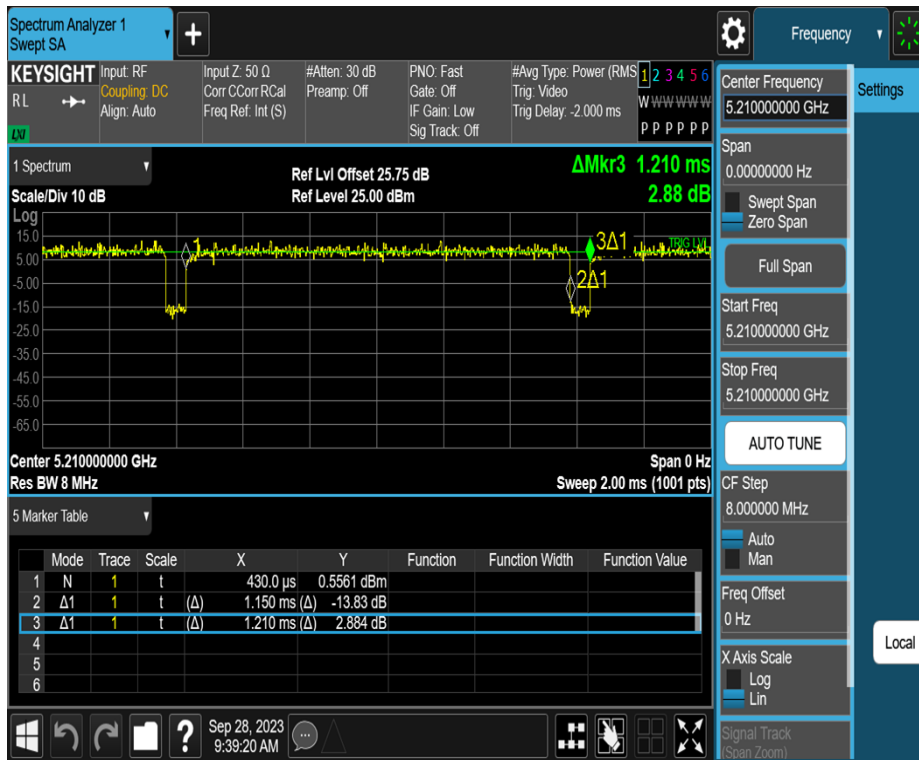 Spectrum Analyzer 1
Swept SA
+
Frequency
KEYSIGHT
RL
LXI
Input: RF
Coupling: DC
Align: Auto
Input Z: 50 Ω
Corr CCorr RCal
Freq Ref: Int (S)
#Atten: 30 dB
Preamp: Off
PNO: Fast
Gate: Off
IF Gain: Low
Sig Track: Off
#Avg Type: Power (RMS
Trig: Video
Trig Delay: -2.000 ms
1 2 3 4 5 6
W W W W W W
P P P P P P
1 Spectrum
Scale/Div 10 dB
Ref Lvl Offset 25.75 dB
Ref Level 25.00 dBm
ΔMkr3 1.210 ms
2.88 dB
Log
15.0
5.00
-5.00
-15.0
-25.0
-35.0
-45.0
-55.0
-65.0
1
3Δ1
TRIG LVL
2Δ1
Center 5.210000000 GHz
Span 0 Hz
Res BW 8 MHz
Sweep 2.00 ms (1001 pts)
5 Marker Table
Mode Trace Scale X Y Function Function Width Function Value
1 N 1 t 430.0 µs 0.5561 dBm
2 Δ1 1 t (Δ) 1.150 ms (Δ) -13.83 dB
3 Δ1 1 t (Δ) 1.210 ms (Δ) 2.884 dB
4
5
6
?
Sep 28, 2023
9:39:20 AM
Center Frequency
5.210000000 GHz
Span
0.00000000 Hz
Swept Span
Zero Span
Full Span
Start Freq
5.210000000 GHz
Stop Freq
5.210000000 GHz
AUTO TUNE
CF Step
8.000000 MHz
Auto
Man
Freq Offset
0 Hz
X Axis Scale
Log
Lin
Signal Track
(Span Zoom)
Settings
Local